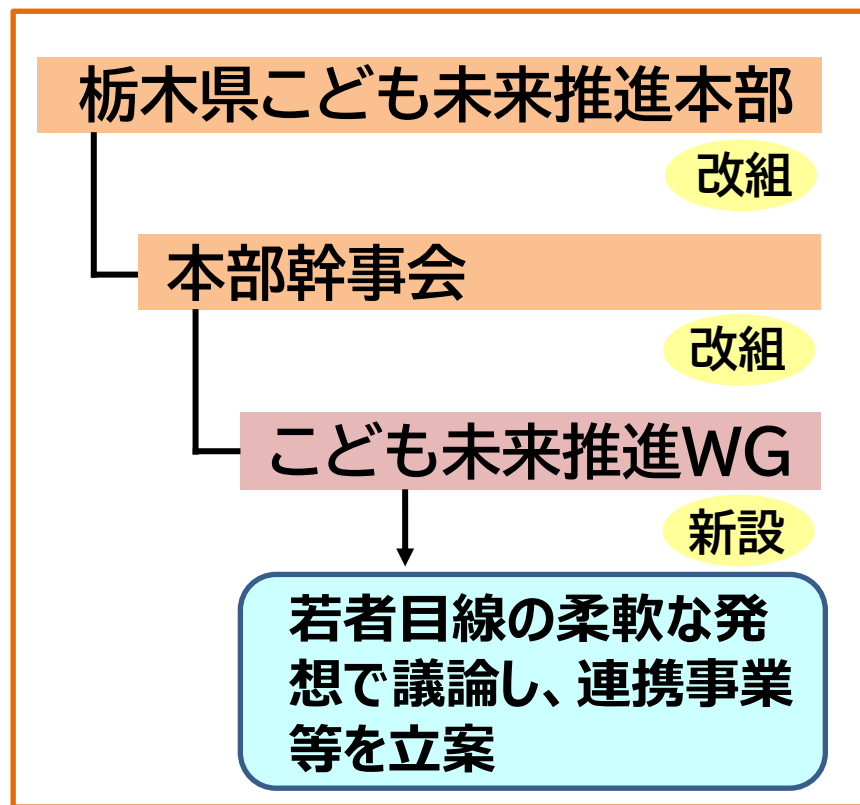 栃木県こども未来推進本部
改組
本部幹事会
改組
こども未来推進WG
新設
若者目線の柔軟な発
想で議論し、連携事業
等を立案